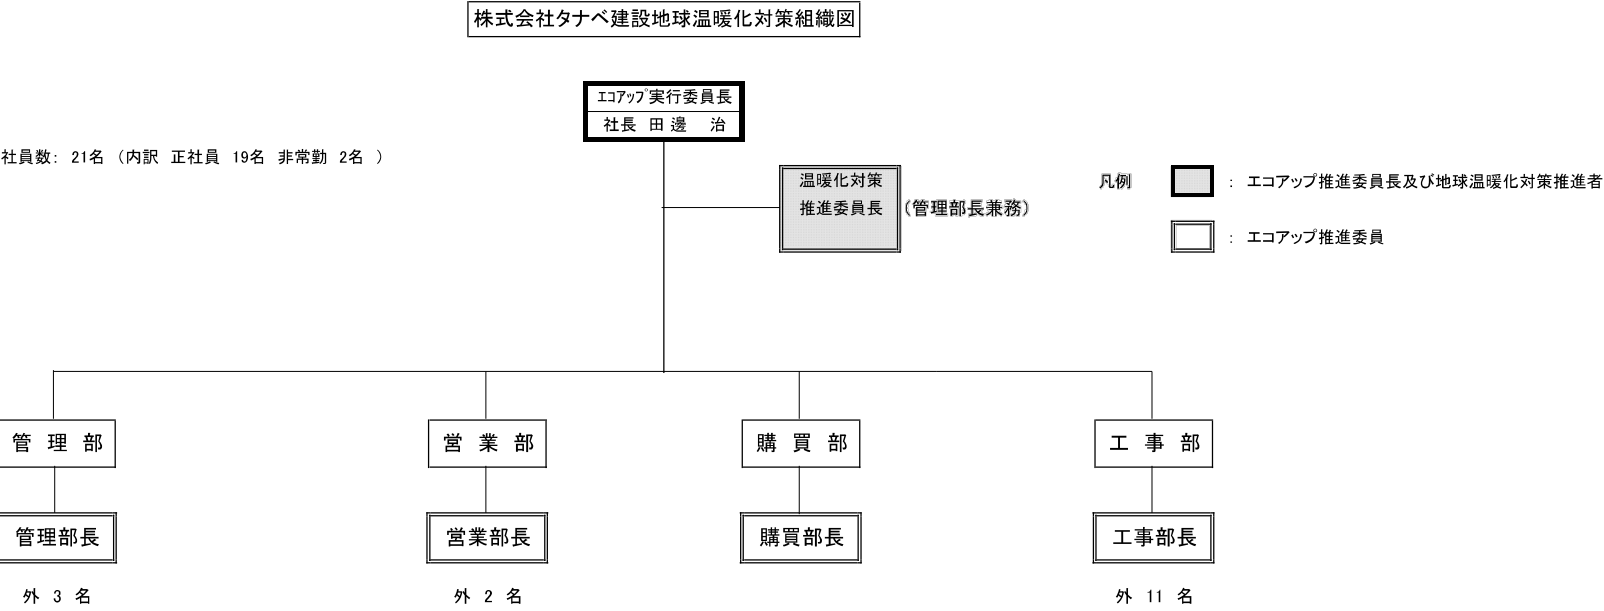 株式会社タナベ建設地球温暖化対策組織図
ｴｺｱｯﾌﾟ実行委員長
社長 田邊 治
社員数： 21名 （内訳 正社員 19名 非常勤 2名 ）
温暖化対策
推進委員長
（管理部長兼務）
凡例
： エコアップ推進委員長及び地球温暖化対策推進者
： エコアップ推進委員
管 理 部
営 業 部
購 買 部
工 事 部
管理部長
営業部長
購買部長
工事部長
外 3 名
外 2 名
外 11 名